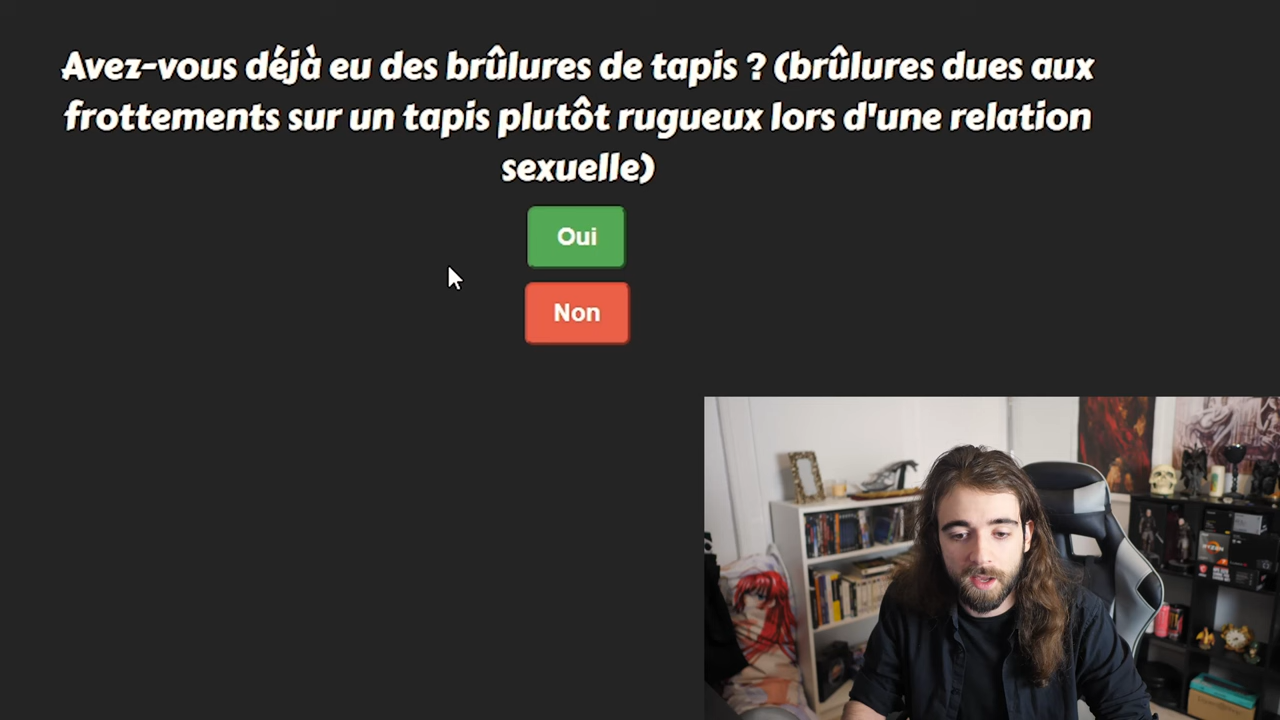 Avez-vous déjà eu des brûlures de tapis ? (brûlures dues aux
frottements sur un tapis plutôt rugueux lors d'une relation
sexuelle)
Oui
Non
RYZEN